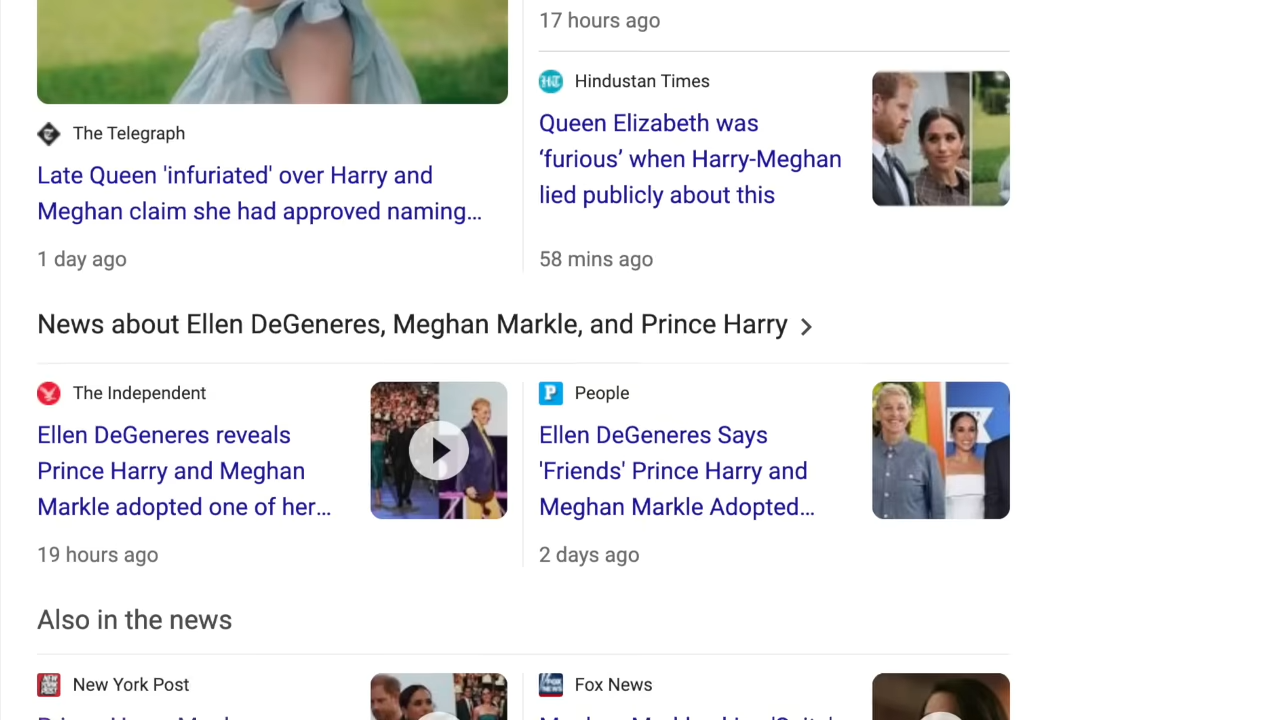 17 hours ago
The Telegraph
Late Queen 'infuriated' over Harry and
Meghan claim she had approved naming...
1 day ago
Hindustan Times
Queen Elizabeth was
‘furious’ when Harry-Meghan
lied publicly about this
58 mins ago
News about Ellen DeGeneres, Meghan Markle, and Prince Harry
The Independent
Ellen DeGeneres reveals
Prince Harry and Meghan
Markle adopted one of her...
19 hours ago
People
Ellen DeGeneres Says
'Friends' Prince Harry and
Meghan Markle Adopted...
2 days ago
Also in the news
New York Post
Fox News